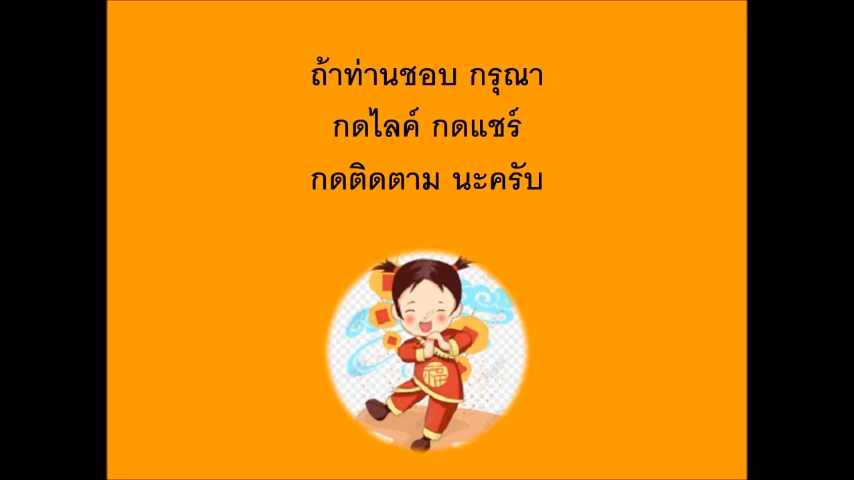 ถ้าท่านชอบ กรุณา
กดไลค์ กดแชร์
กดติดตาม นะครับ
福